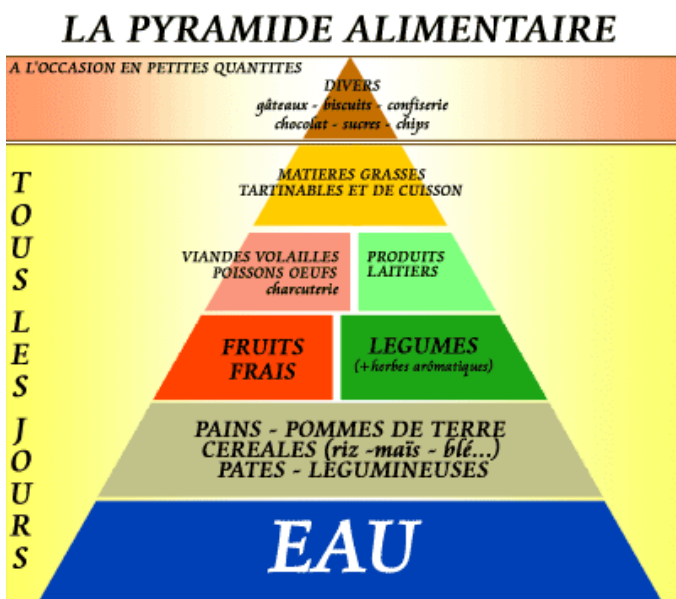 LA PYRAMIDE ALIMENTAIRE
A L'OCCASION EN PETITES QUANTITES
DIVERS
gâteaux - biscuits - confiserie
chocolat - sucres - chips
TOUS LES JOURS
MATIERES GRASSES
TARTINABLES ET DE CUISSON
VIANDES VOLAILLES
POISSONS OEUFS
charcuterie
PRODUITS
LAITIERS
FRUITS
FRAIS
LEGUMES
(+herbes arômatiques)
PAINS - POMMES DE TERRE
CEREALES (riz -maïs - blé...)
PATES - LEGUMINEUSES
EAU